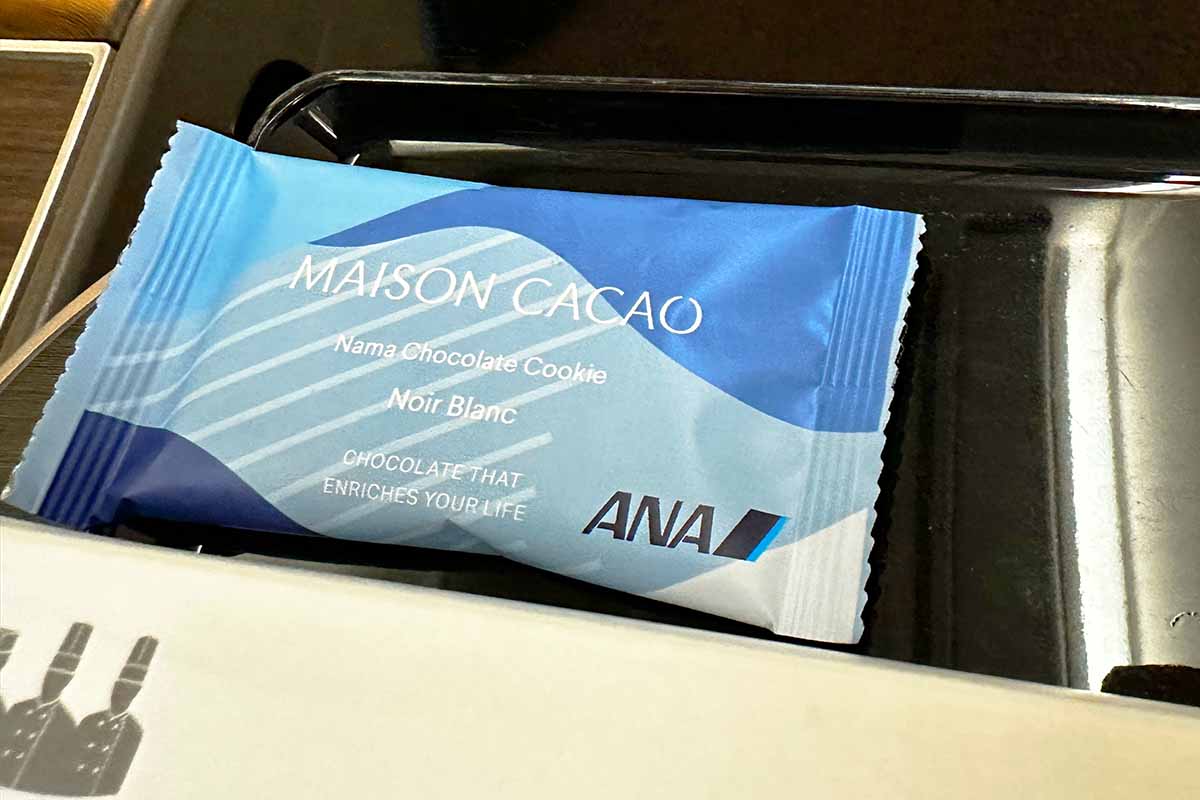 MAISON CACAO
Nama Chocolate Cookie
Noir Blanc
CHOCOLATE THAT
ENRICHES YOUR LIFE
ANA